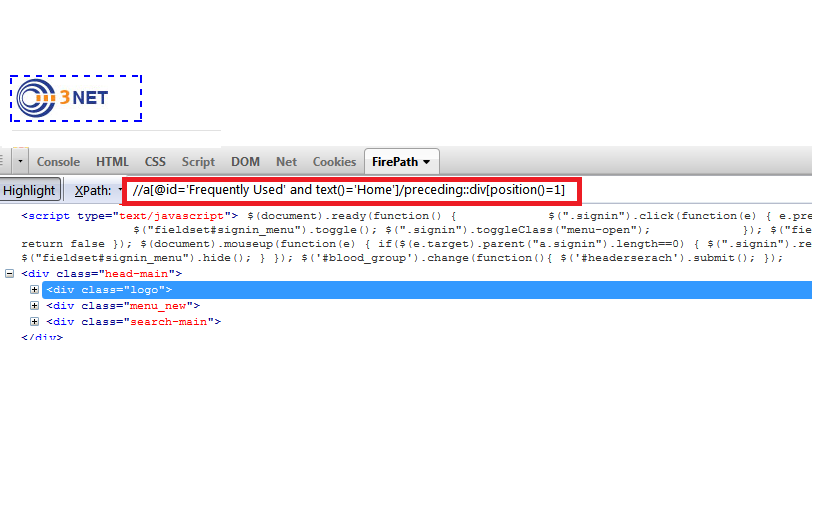 3 NET
Console HTML CSS Script DOM Net Cookies FirePath
Highlight XPath: //a[@id='Frequently Used' and text()='Home']/preceding::div[position()=1]
<script type="text/javascript"> $(document).ready(function() { $(".signin").click(function(e) { e.pre
$("fieldset#signin_menu").toggle(); $(".signin").toggleClass("menu-open"); }); $("fie
return false }); $(document).mouseup(function(e) { if($(e.target).parent("a.signin").length==0) { $(".signin").re
$("fieldset#signin_menu").hide(); } }); $('#blood_group').change(function(){ $('#headerserach').submit(); });
<div class="head-main">
<div class="logo">
<div class="menu_new">
<div class="search-main">
</div>